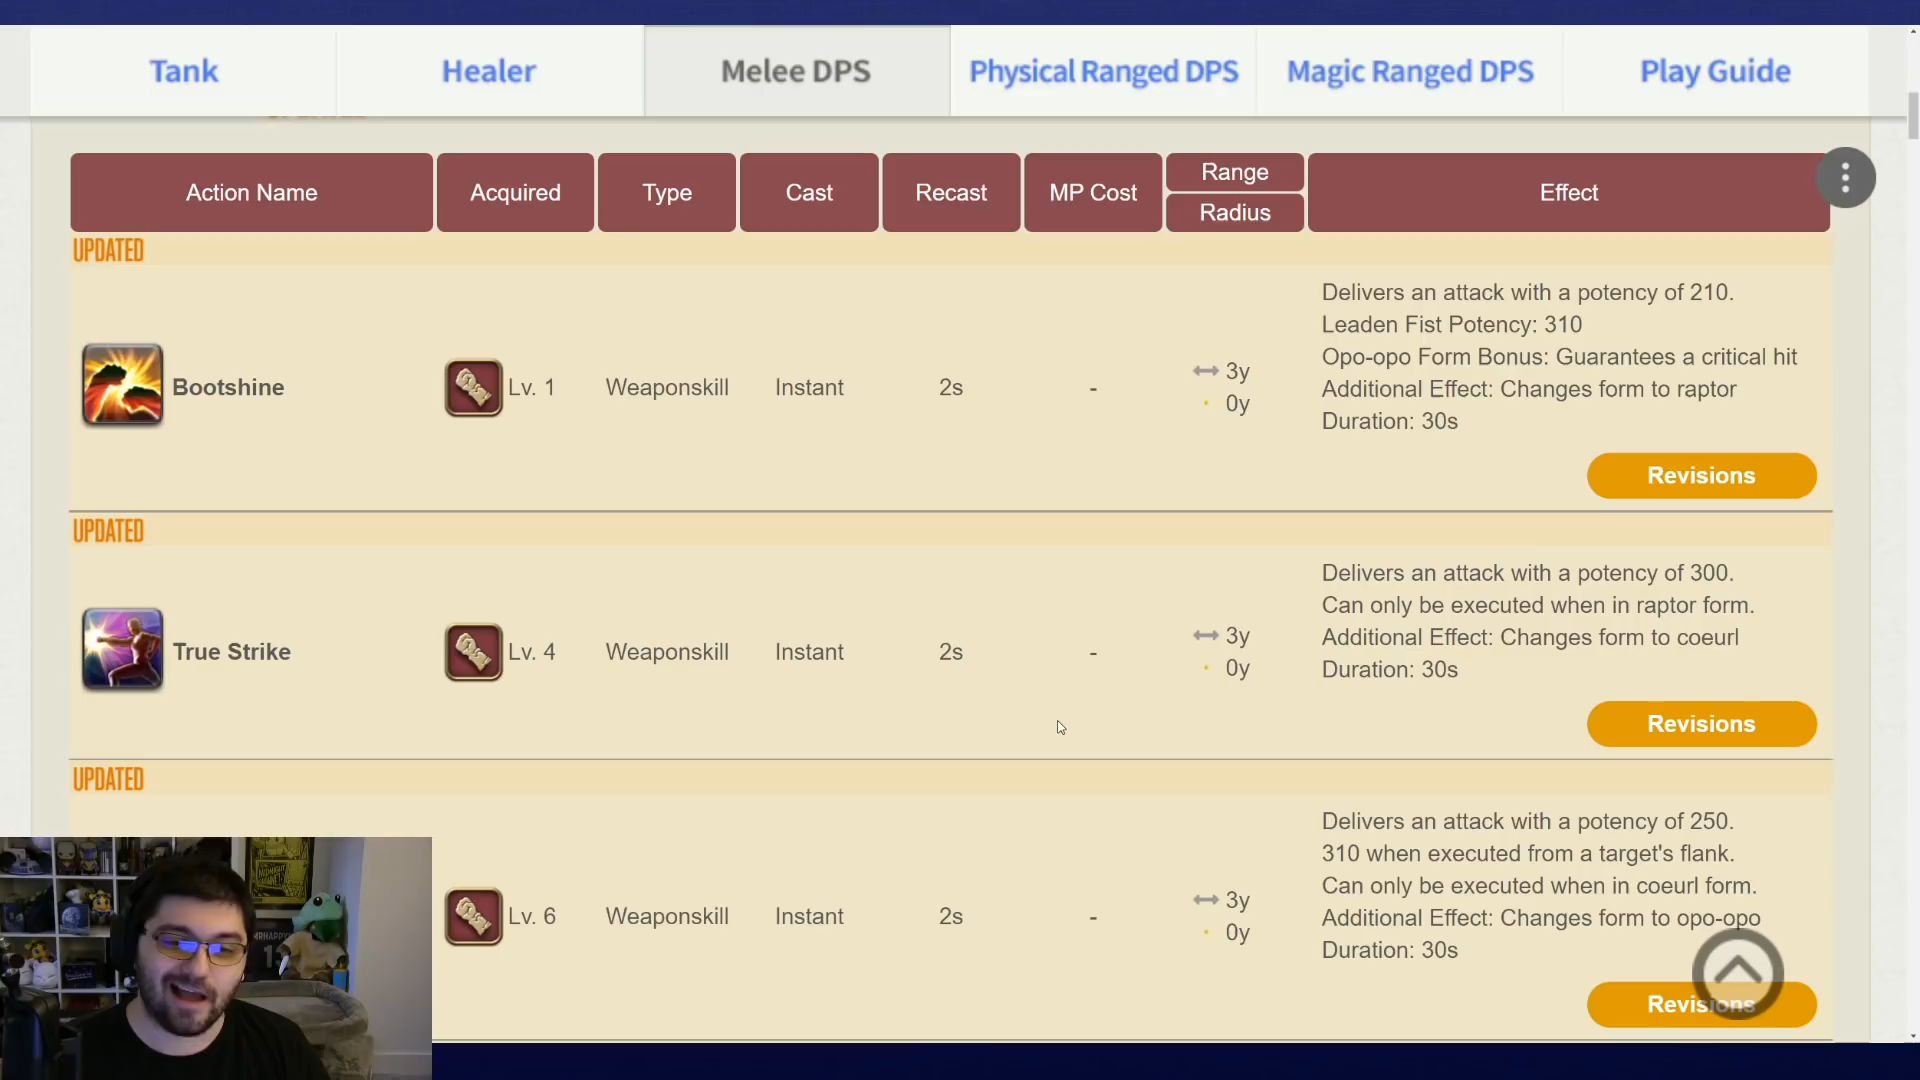 Tank
Healer
Melee DPS
Physical Ranged DPS
Magic Ranged DPS
Play Guide
Action Name
Acquired
Type
Cast
Recast
MP Cost
Range
Radius
Effect
UPDATED
Bootshine
Lv. 1
Weaponskill
Instant
2s
-
3y
0y
Delivers an attack with a potency of 210.
Leaden Fist Potency: 310
Opo-opo Form Bonus: Guarantees a critical hit
Additional Effect: Changes form to raptor
Duration: 30s
Revisions
UPDATED
True Strike
Lv. 4
Weaponskill
Instant
2s
-
3y
0y
Delivers an attack with a potency of 300.
Can only be executed when in raptor form.
Additional Effect: Changes form to coeurl
Duration: 30s
Revisions
UPDATED
Lv. 6
Weaponskill
Instant
2s
-
3y
0y
Delivers an attack with a potency of 250.
310 when executed from a target's flank.
Can only be executed when in coeurl form.
Additional Effect: Changes form to opo-opo
Duration: 30s
Revisions
MRHAPPY